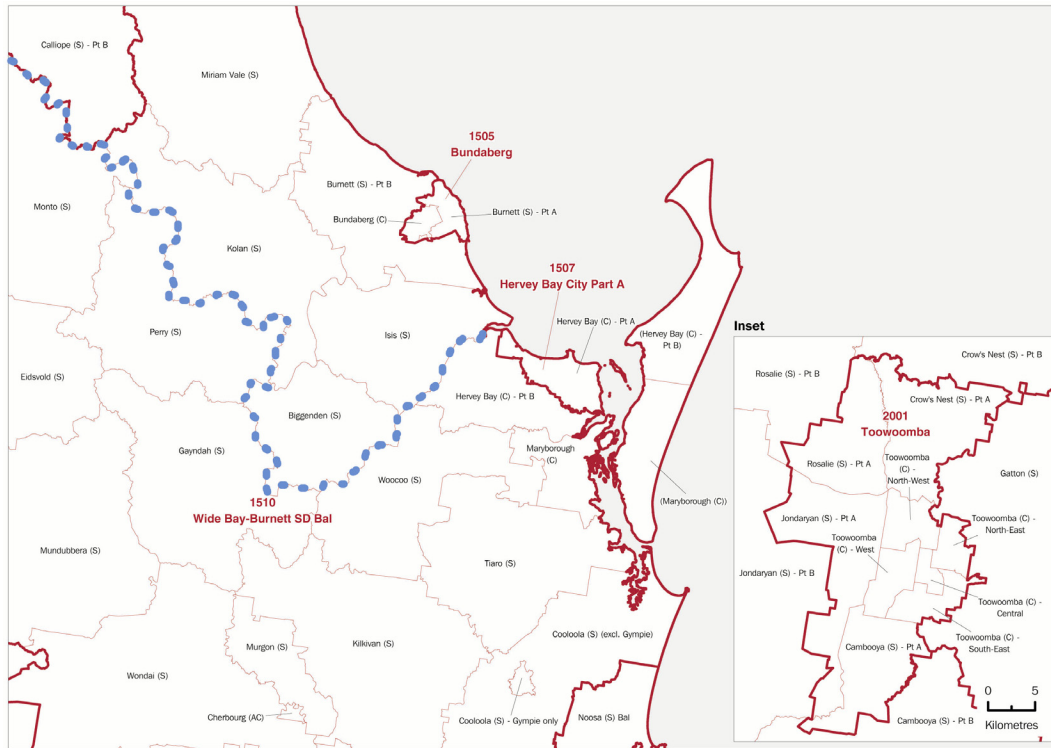 Calliope (S) - Pt B
Miriam Vale (S)
1505
Bundaberg
Burnett (S) - Pt B
Monto (S)
Bundaberg (C)
Burnett (S) - Pt A
Kolan (S)
1507
Hervey Bay City Part A
Hervey Bay (C) - Pt A
(Hervey Bay (C) -
Pt B)
Perry (S)
Isis (S)
Eidsvold (S)
Hervey Bay (C) - Pt B
Biggenden (S)
Gayndah (S)
Maryborough
(C)
Woocoo (S)
(Maryborough (C))
1510
Wide Bay-Burnett SD Bal
Mundubbera (S)
Tiaro (S)
Cooloola (S) (excl. Gympie)
Murgon (S)
Kilkivan (S)
Wondai (S)
Cherbourg (AC)
Cooloola (S) - Gympie only
Noosa (S) Bal
Inset
Crow's Nest (S) - Pt B
Rosalie (S) - Pt B
Crow's Nest (S) - Pt A
2001
Toowoomba
Toowoomba
(C) -
North-West
Rosalie (S) - Pt A
Gatton (S)
Jondaryan (S) - Pt A
Toowoomba (C) -
North-East
Toowoomba
(C) - West
Jondaryan (S) - Pt B
Toowoomba (C) -
Central
Toowoomba (C) -
South-East
Cambooya (S) - Pt A
0 5
Kilometres
Cambooya (S) - Pt B